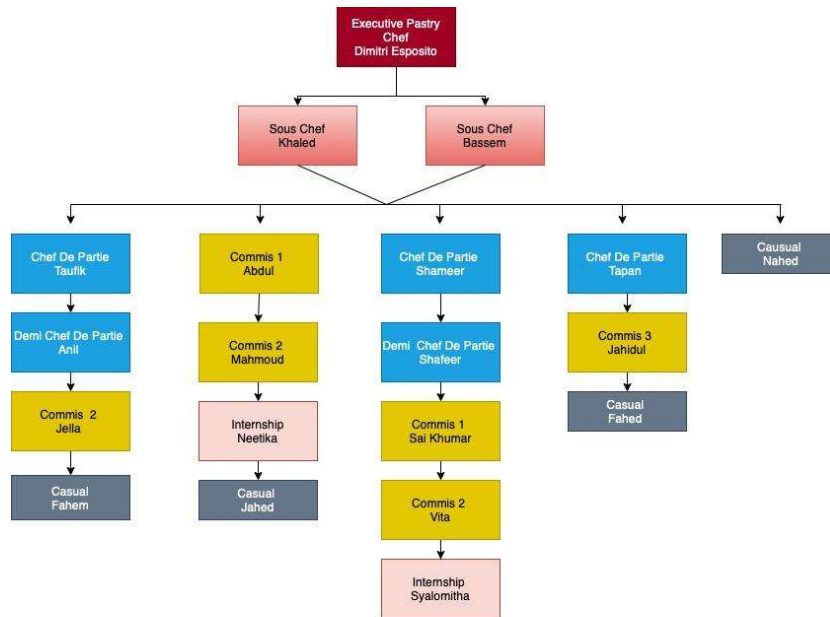 Executive Pastry
Chef
Dimitri Esposito
Sous Chef
Khaled
Sous Chef
Bassem
Chef De Partie
Taufik
Commis 1
Abdul
Chef De Partie
Shameer
Chef De Partie
Tapan
Causual
Nahed
Demi Chef De Partie
Anil
Commis 2
Mahmoud
Demi Chef De Partie
Shafeer
Commis 3
Jahidul
Commis 2
Jella
Internship
Neetika
Commis 1
Sai Khumar
Casual
Fahed
Casual
Fahem
Casual
Jahed
Commis 2
Vita
Internship
Syalomitha